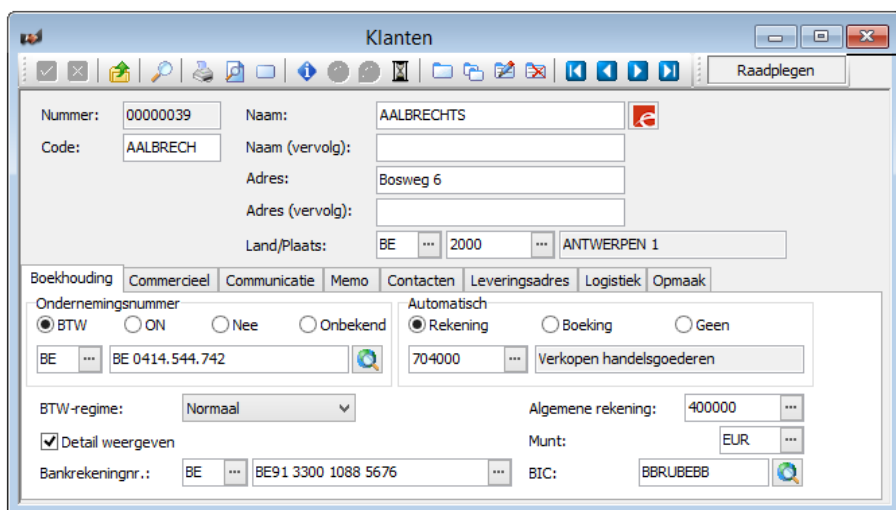 Klanten
Raadplegen
Nummer: 00000039 Naam: AALBRECHTS
Code: AALBRECH Naam (vervolg):
Adres: Bosweg 6
Adres (vervolg):
Land/Plaats: BE ... 2000 ... ANTWERPEN 1
Boekhouding Commercieel Communicatie Memo Contacten Leveringsadres Logistiek Opmaak
Ondernemingsnummer Automatisch
BTW ON Nee Onbekend Rekening Boeking Geen
BE ... BE 0414.544.742 704000 ... Verkopen handelsgoederen
BTW-regime: Normaal Algemene rekening: 400000 ...
Detail weergeven Munt: EUR ...
Bankrekeningnr.: BE ... BE91 3300 1088 5676 ... BIC: BBRUBEBB